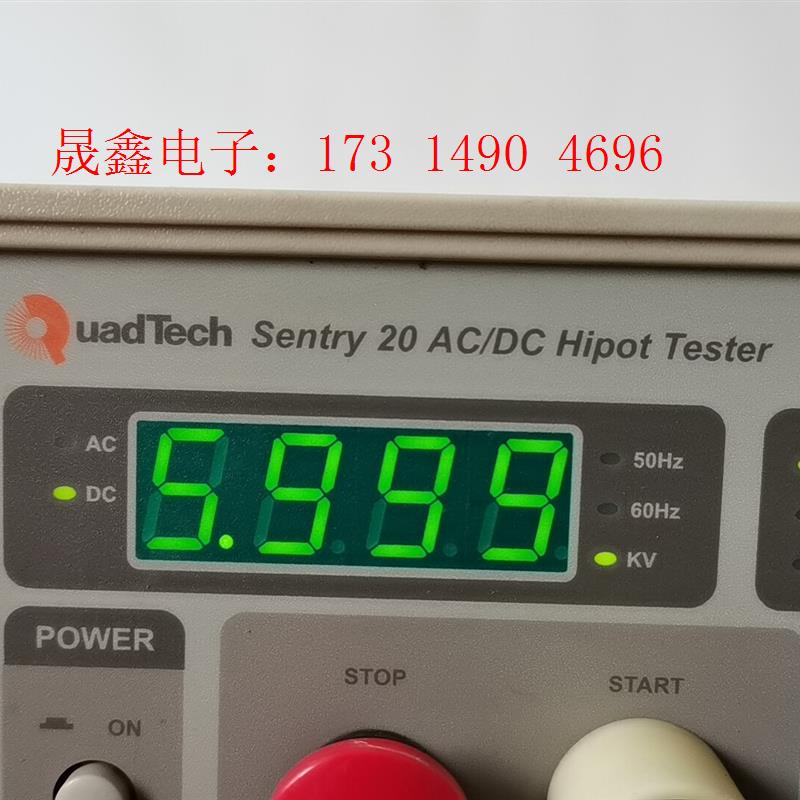 晟鑫电子：173 1490 4696
QuadTech Sentry 20 AC/DC Hipot Tester
AC
DC
5.999
50Hz
60Hz
KV
POWER
ON
STOP
START